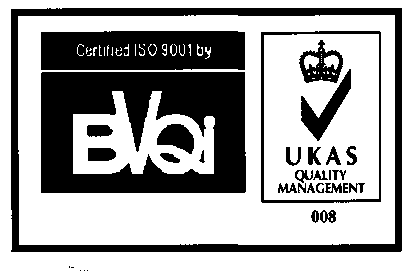 Certified ISO 9001 by
BVQi
UKAS
QUALITY
MANAGEMENT
008